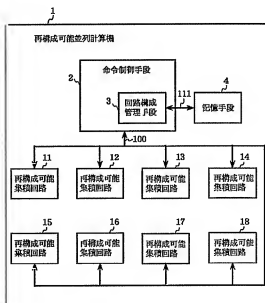 1
再構成可能並列計算機
2
命令制御手段
3
回路構成
管理手段
111
4
記憶手段
100
11
再構成可能
集積回路
12
再構成可能
集積回路
13
再構成可能
集積回路
14
再構成可能
集積回路
15
再構成可能
集積回路
16
再構成可能
集積回路
17
再構成可能
集積回路
18
再構成可能
集積回路